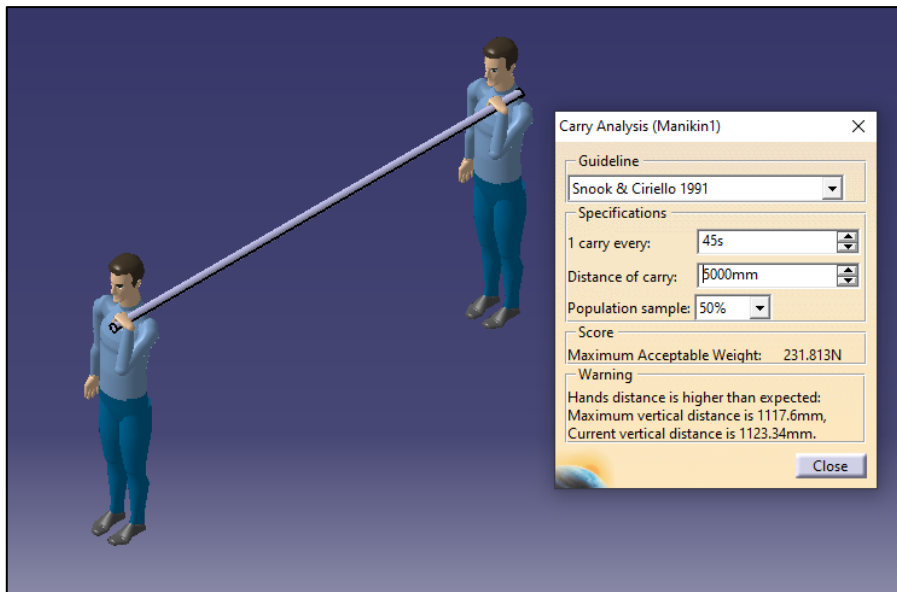 Carry Analysis (Manikin1)
Guideline
Snook & Ciriello 1991
Specifications
1 carry every: 45s
Distance of carry: 5000mm
Population sample: 50%
Score
Maximum Acceptable Weight: 231.813N
Warning
Hands distance is higher than expected:
Maximum vertical distance is 1117.6mm,
Current vertical distance is 1123.34mm.
Close